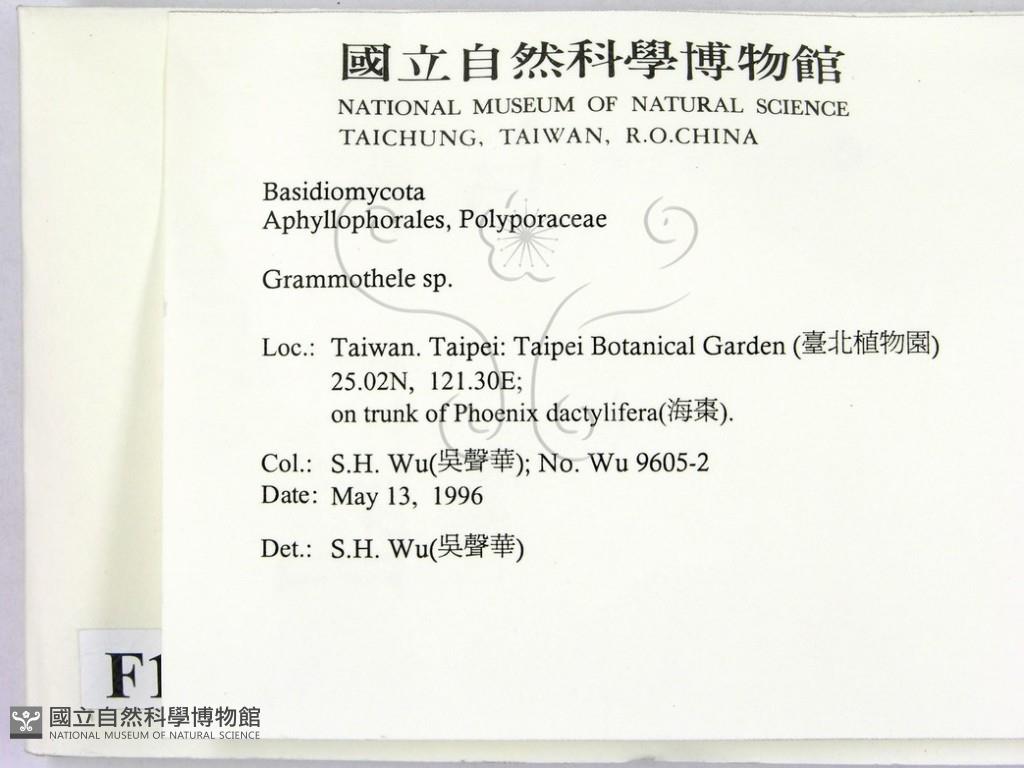 國立自然科學博物館
NATIONAL MUSEUM OF NATURAL SCIENCE
TAICHUNG, TAIWAN, R.O.CHINA
Basidiomycota
Aphyllophorales, Polyporaceae
Grammothele sp.
Loc.: Taiwan. Taipei: Taipei Botanical Garden (臺北植物園)
25.02N, 121.30E;
on trunk of Phoenix dactylifera(海棗).
Col.: S.H. Wu(吳聲華); No. Wu 9605-2
Date: May 13, 1996
Det.: S.H. Wu(吳聲華)
F1
國立自然科學博物館
NATIONAL MUSEUM OF NATURAL SCIENCE